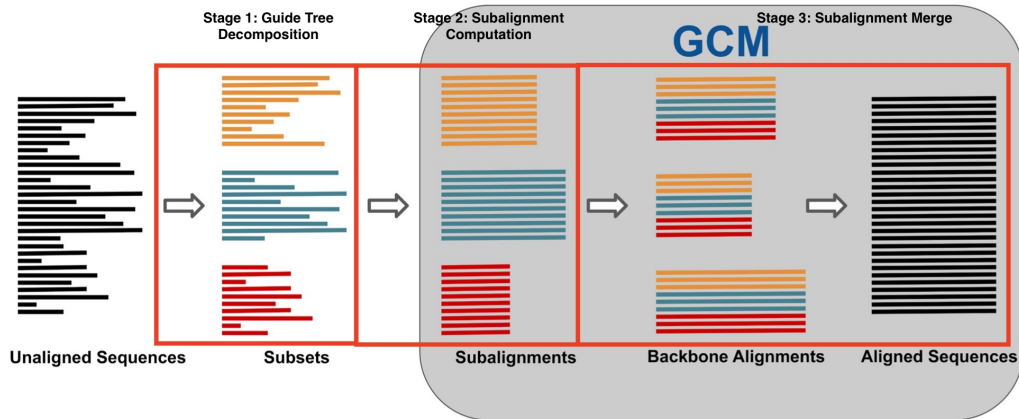 Stage 1: Guide Tree
Decomposition
Stage 2: Subalignment
Computation
Stage 3: Subalignment Merge
GCM
Unaligned Sequences
Subsets
Subalignments
Backbone Alignments
Aligned Sequences